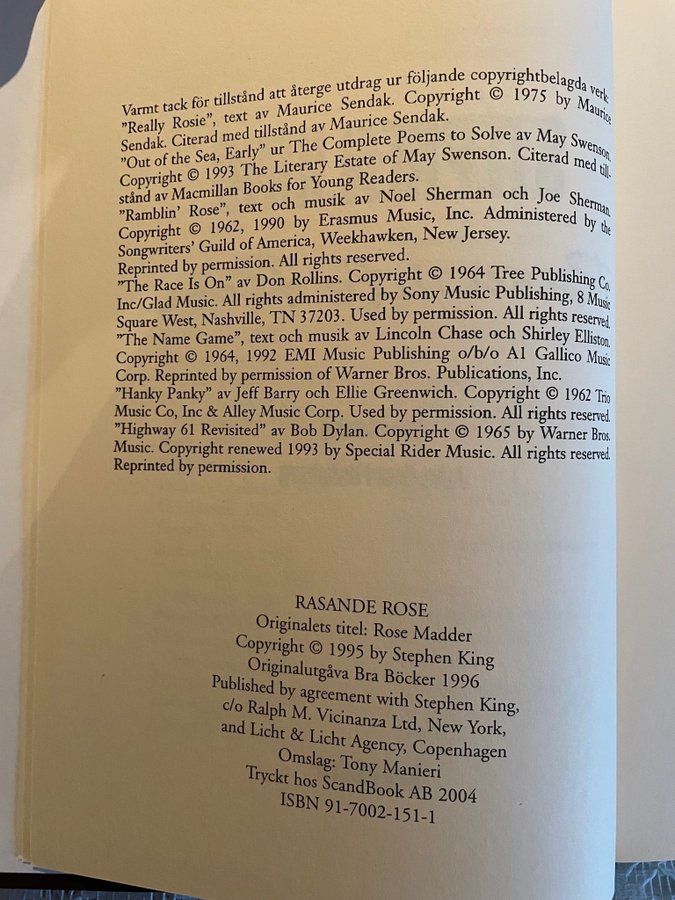 Varmt tack för tillstånd att återge utdrag ur följande copyrightbelagda verk:
”Really Rosie”, text av Maurice Sendak. Copyright © 1975 by Maurice
Sendak. Citerad med tillstånd av Maurice Sendak.
”Out of the Sea, Early” ur The Complete Poems to Solve av May Swenson.
Copyright © 1993 The Literary Estate of May Swenson. Citerad med till-
stånd av Macmillan Books for Young Readers.
”Ramblin’ Rose”, text och musik av Noel Sherman och Joe Sherman.
Copyright © 1962, 1990 by Erasmus Music, Inc. Administered by the
Songwriters’ Guild of America, Weekhawken, New Jersey.
Reprinted by permission. All rights reserved.
”The Race Is On” av Don Rollins. Copyright © 1964 Tree Publishing Co.
Inc/Glad Music. All rights administered by Sony Music Publishing, 8 Music
Square West, Nashville, TN 37203. Used by permission. All rights reserved.
”The Name Game”, text och musik av Lincoln Chase och Shirley Elliston.
Copyright © 1964, 1992 EMI Music Publishing o/b/o A1 Gallico Music
Corp. Reprinted by permission of Warner Bros. Publications, Inc.
”Hanky Panky” av Jeff Barry och Ellie Greenwich. Copyright © 1962 Trio
Music Co, Inc & Alley Music Corp. Used by permission. All rights reserved.
”Highway 61 Revisited” av Bob Dylan. Copyright © 1965 by Warner Bros.
Music. Copyright renewed 1993 by Special Rider Music. All rights reserved.
Reprinted by permission.
RASANDE ROSE
Originalets titel: Rose Madder
Copyright © 1995 by Stephen King
Originalutgåva Bra Böcker 1996
Published by agreement with Stephen King,
c/o Ralph M. Vicinanza Ltd, New York,
and Licht & Licht Agency, Copenhagen
Omslag: Tony Manieri
Tryckt hos ScandBook AB 2004
ISBN 91-7002-151-1